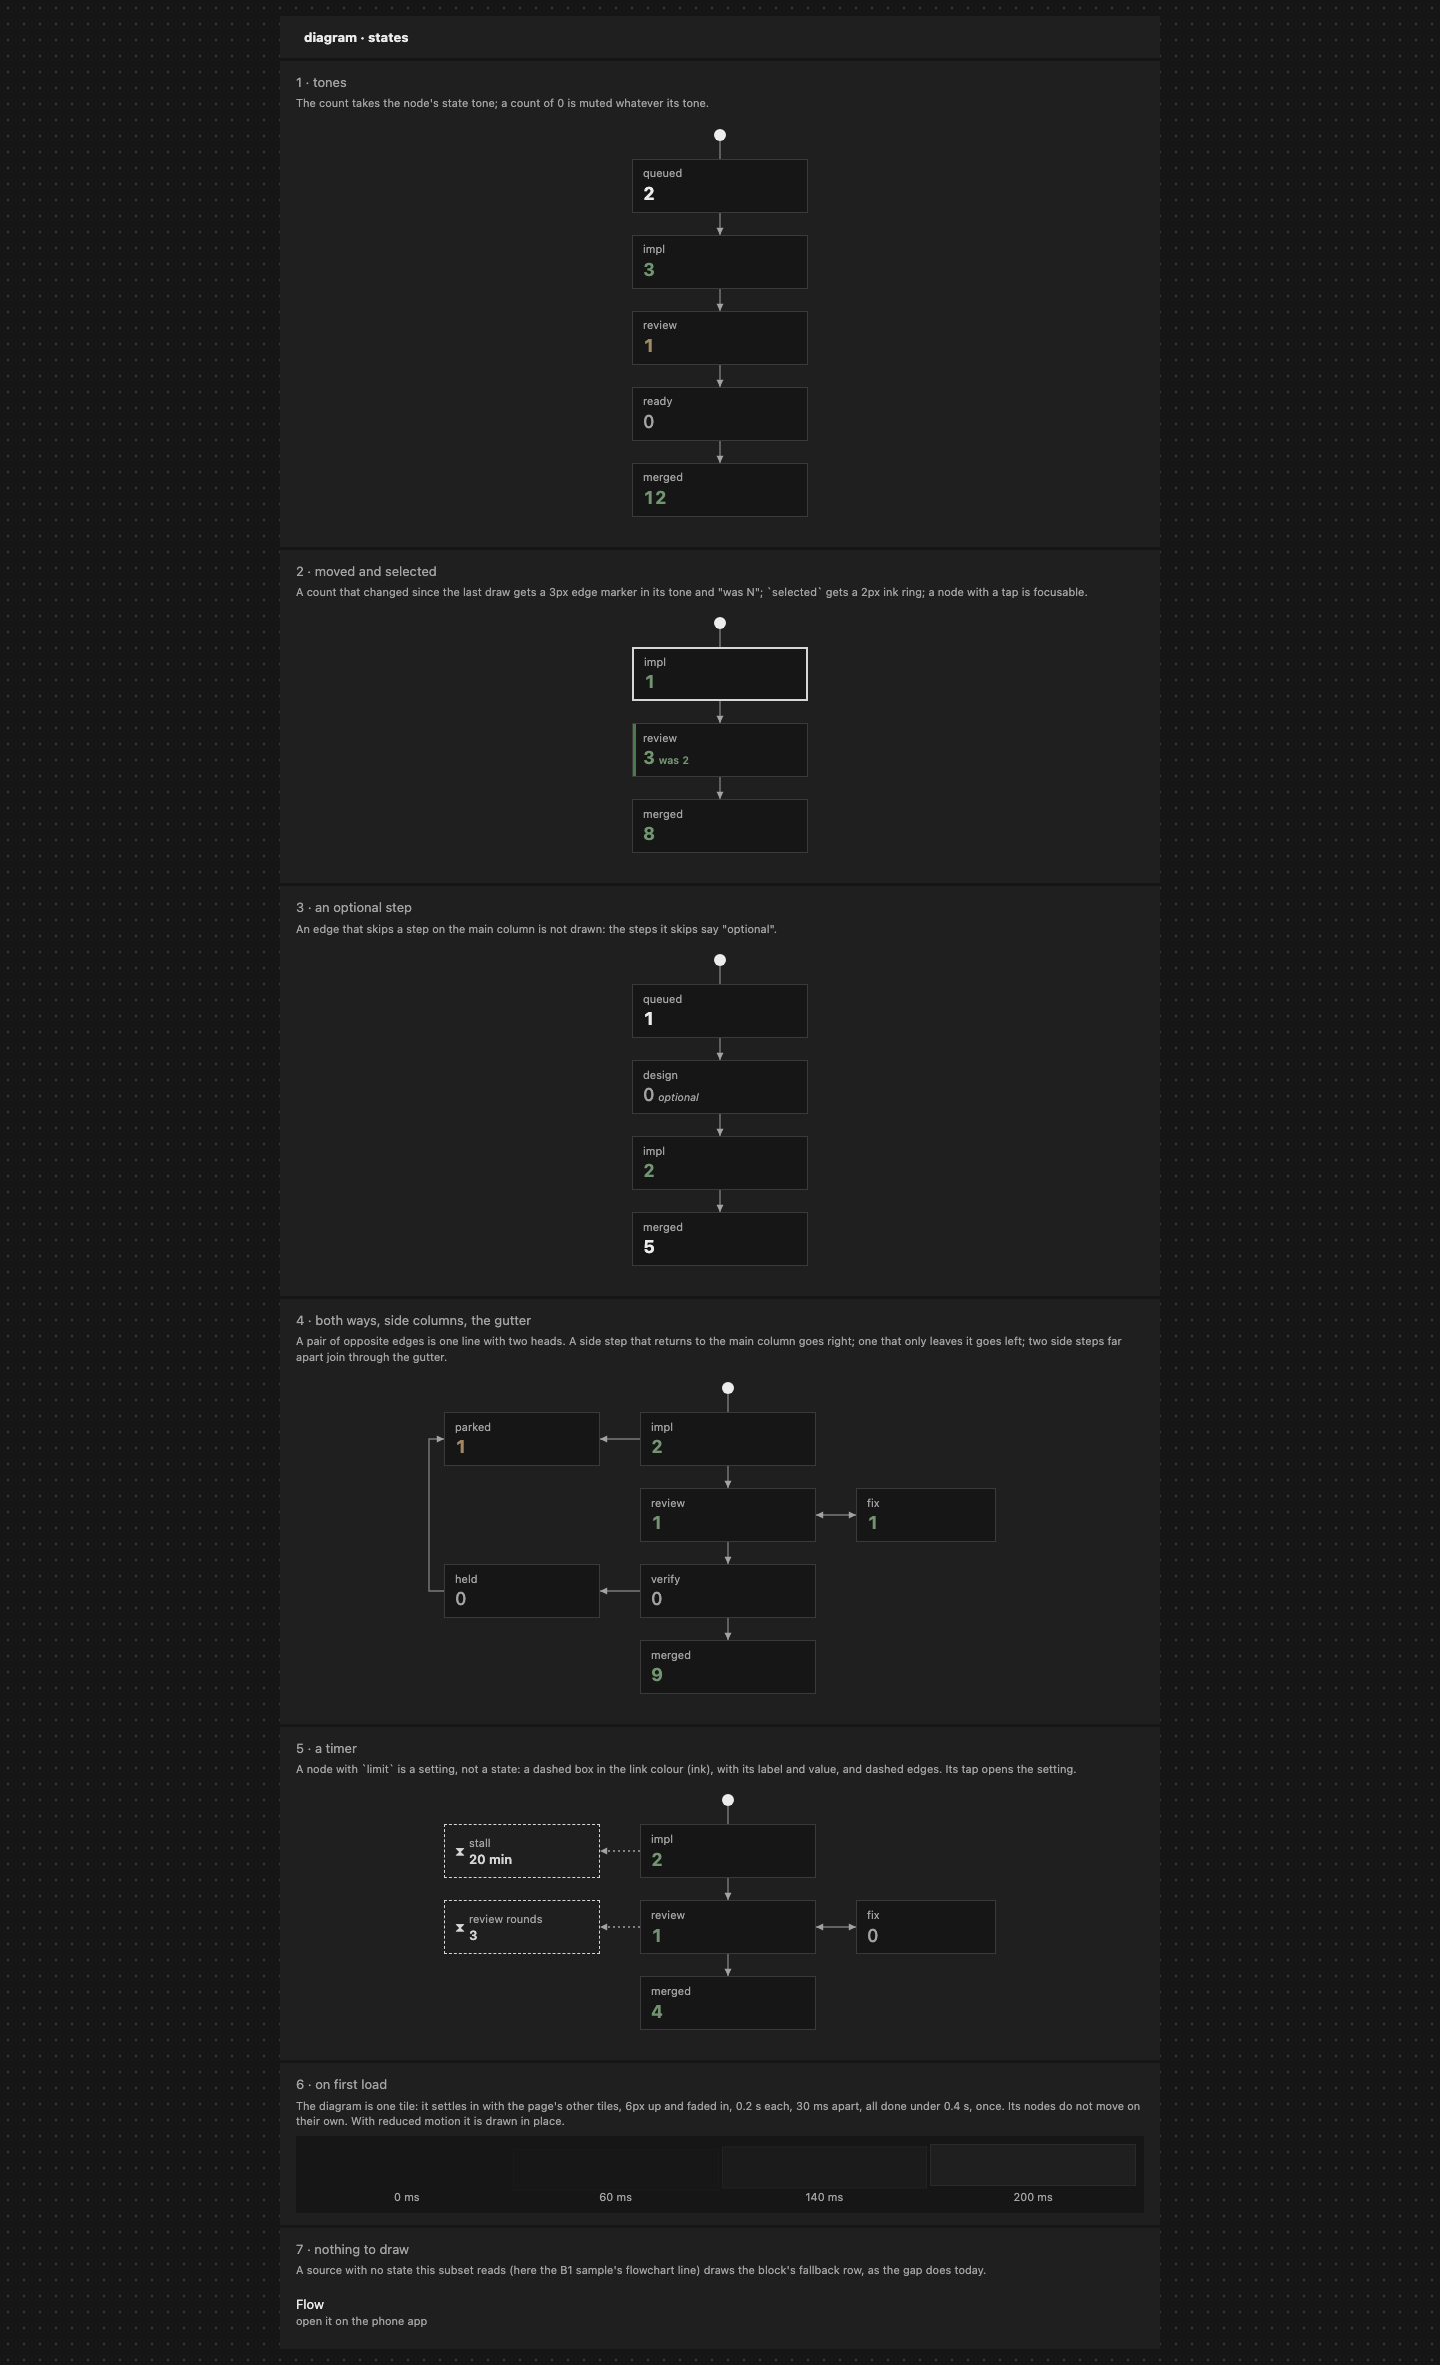 diagram · states
1 · tones
The count takes the node's state tone; a count of 0 is muted whatever its tone.
queued
2
impl
3
review
1
ready
0
merged
12
2 · moved and selected
A count that changed since the last draw gets a 3px edge marker in its tone and "was N"; `selected` gets a 2px ink ring; a node with a tap is focusable.
impl
1
review
3 was 2
merged
8
3 · an optional step
An edge that skips a step on the main column is not drawn: the steps it skips say "optional".
queued
1
design
0 optional
impl
2
merged
5
4 · both ways, side columns, the gutter
A pair of opposite edges is one line with two heads. A side step that returns to the main column goes right; one that only leaves it goes left; two side steps far
apart join through the gutter.
parked
1
impl
2
review
1
fix
1
held
0
verify
0
merged
9
5 · a timer
A node with `limit` is a setting, not a state: a dashed box in the link colour (ink), with its label and value, and dashed edges. Its tap opens the setting.
stall
20 min
impl
2
review rounds
3
review
1
fix
0
merged
4
6 · on first load
The diagram is one tile: it settles in with the page's other tiles, 6px up and faded in, 0.2 s each, 30 ms apart, all done under 0.4 s, once. Its nodes do not move on
their own. With reduced motion it is drawn in place.
0 ms
60 ms
140 ms
200 ms
7 · nothing to draw
A source with no state this subset reads (here the B1 sample's flowchart line) draws the block's fallback row, as the gap does today.
Flow
open it on the phone app